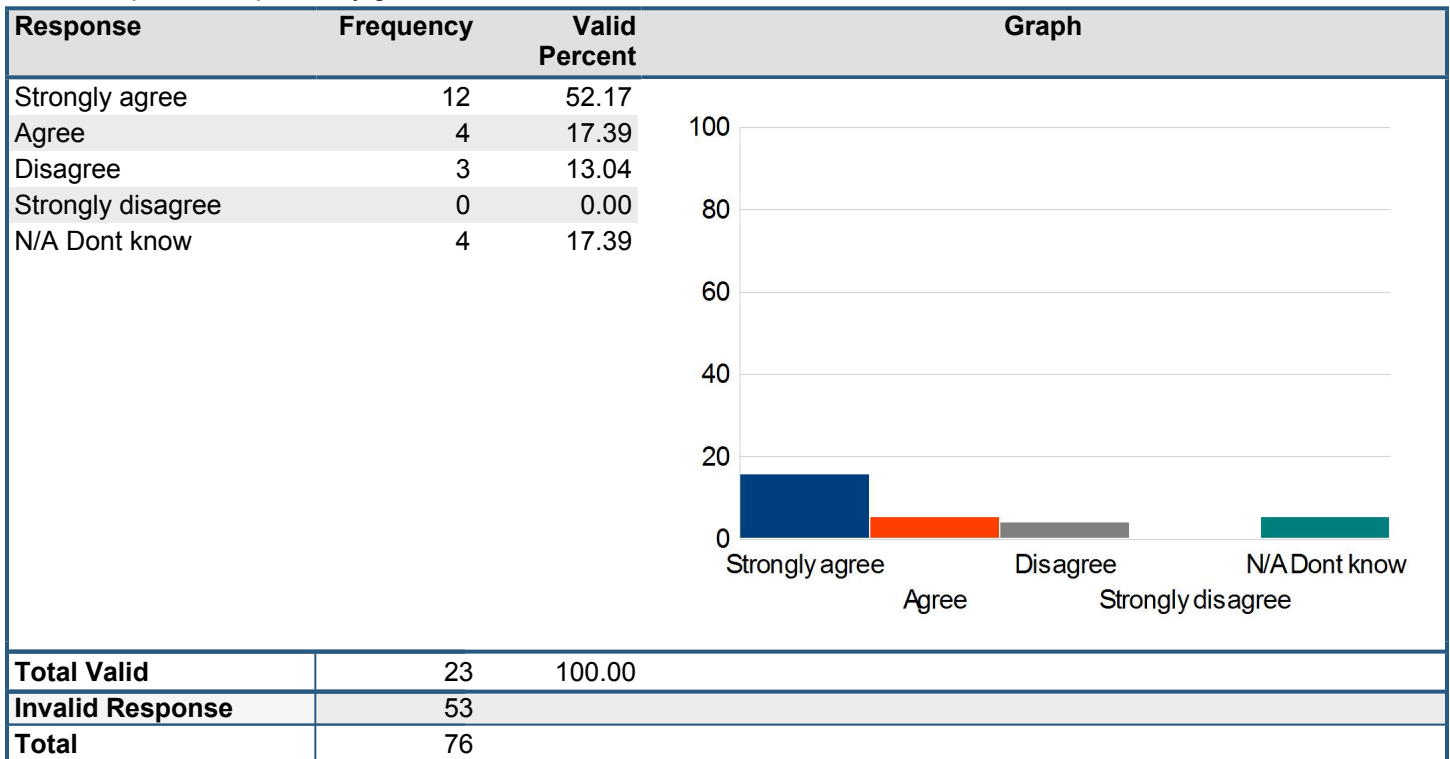 Response Frequency Valid Percent Graph
Strongly agree 12 52.17
Agree 4 17.39
Disagree 3 13.04
Strongly disagree 0 0.00
N/A Dont know 4 17.39
100
80
60
40
20
0
Strongly agree Disagree N/A Dont know
Agree Strongly disagree
Total Valid 23 100.00
Invalid Response 53
Total 76